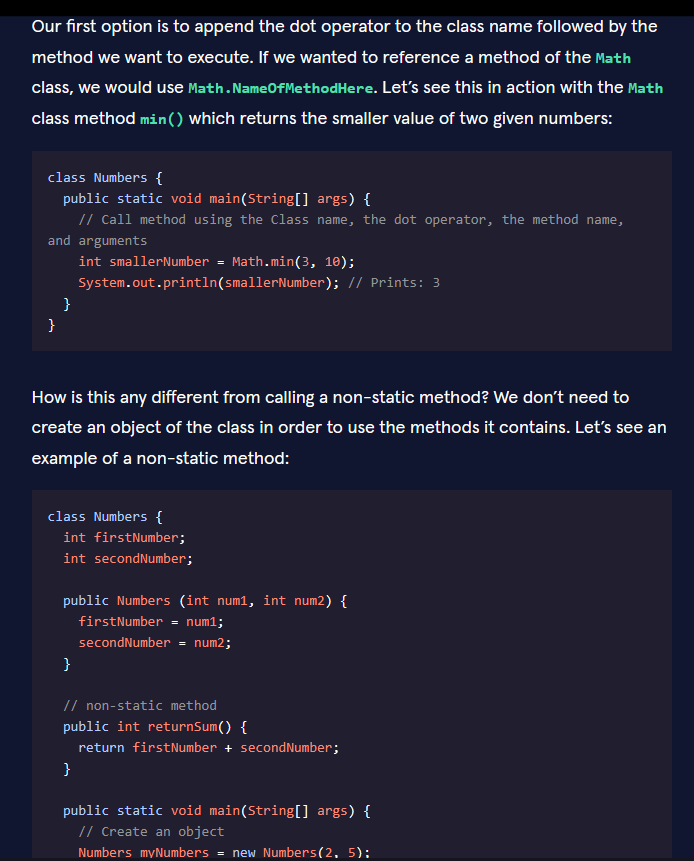 Our first option is to append the dot operator to the class name followed by the
method we want to execute. If we wanted to reference a method of the Math
class, we would use Math.NameOfMethodHere. Let’s see this in action with the Math
class method min() which returns the smaller value of two given numbers:
class Numbers {
  public static void main(String[] args) {
    // Call method using the Class name, the dot operator, the method name,
and arguments
    int smallerNumber = Math.min(3, 10);
    System.out.println(smallerNumber); // Prints: 3
  }
}
How is this any different from calling a non-static method? We don’t need to
create an object of the class in order to use the methods it contains. Let’s see an
example of a non-static method:
class Numbers {
  int firstNumber;
  int secondNumber;
  public Numbers (int num1, int num2) {
    firstNumber = num1;
    secondNumber = num2;
  }
  // non-static method
  public int returnSum() {
    return firstNumber + secondNumber;
  }
  public static void main(String[] args) {
    // Create an object
    Numbers myNumbers = new Numbers(2, 5);